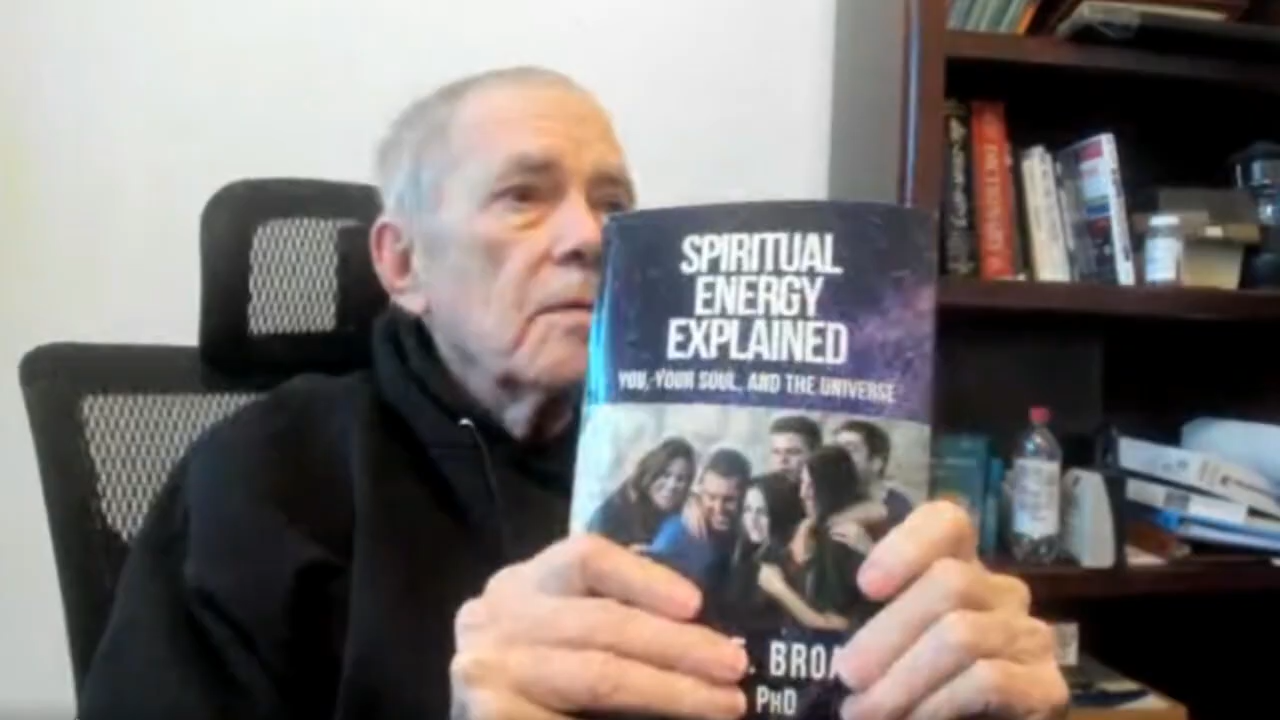 SPIRITUAL
ENERGY
EXPLAINED
YOU, YOUR SOUL, AND THE UNIVERSE
PHD